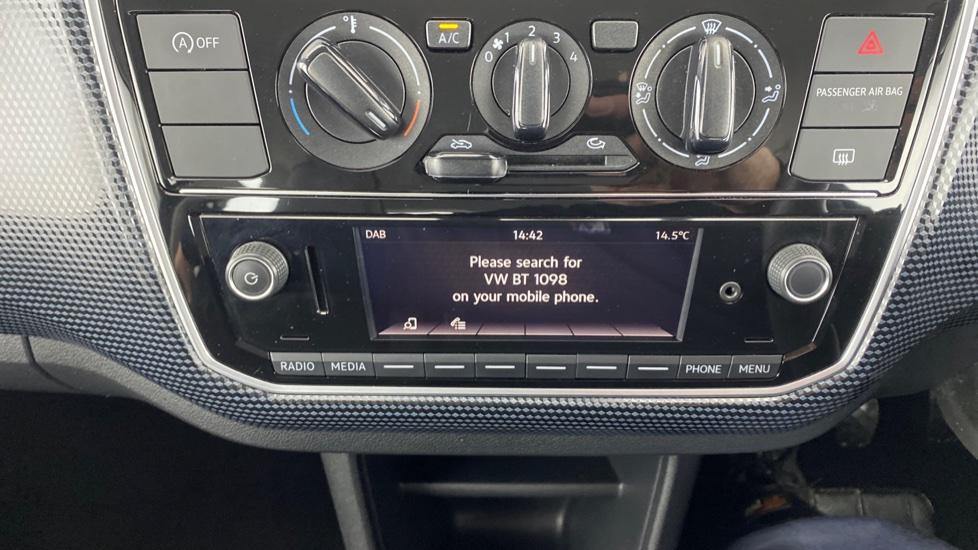 OFF
°
A/C
0 1 2 3 4
PASSENGER AIR BAG
DAB 14:42 14.5°C
Please search for
VW BT 1098
on your mobile phone.
RADIO MEDIA PHONE MENU